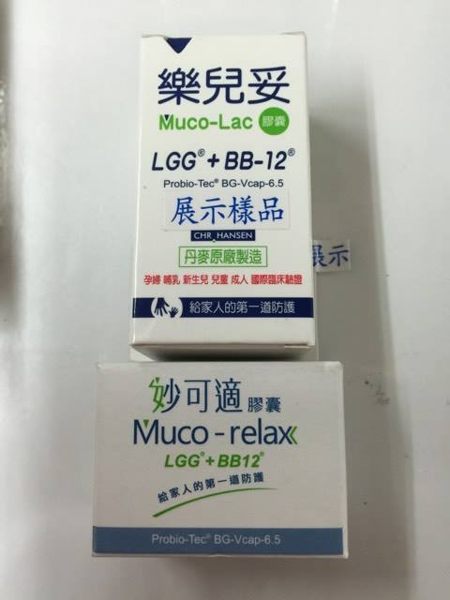 樂兒妥
Muco-Lac 膠囊
LGG® + BB-12®
Probio-Tec® BG-Vcap-6.5
展示樣品
CHR. HANSEN
展示
丹麥原廠製造
孕婦 哺乳 新生兒 兒童 成人 國際臨床驗證
給家人的第一道防護
妙可適膠囊
Muco-relax
LGG® + BB12®
給家人的第一道防護
Probio-Tec® BG-Vcap-6.5